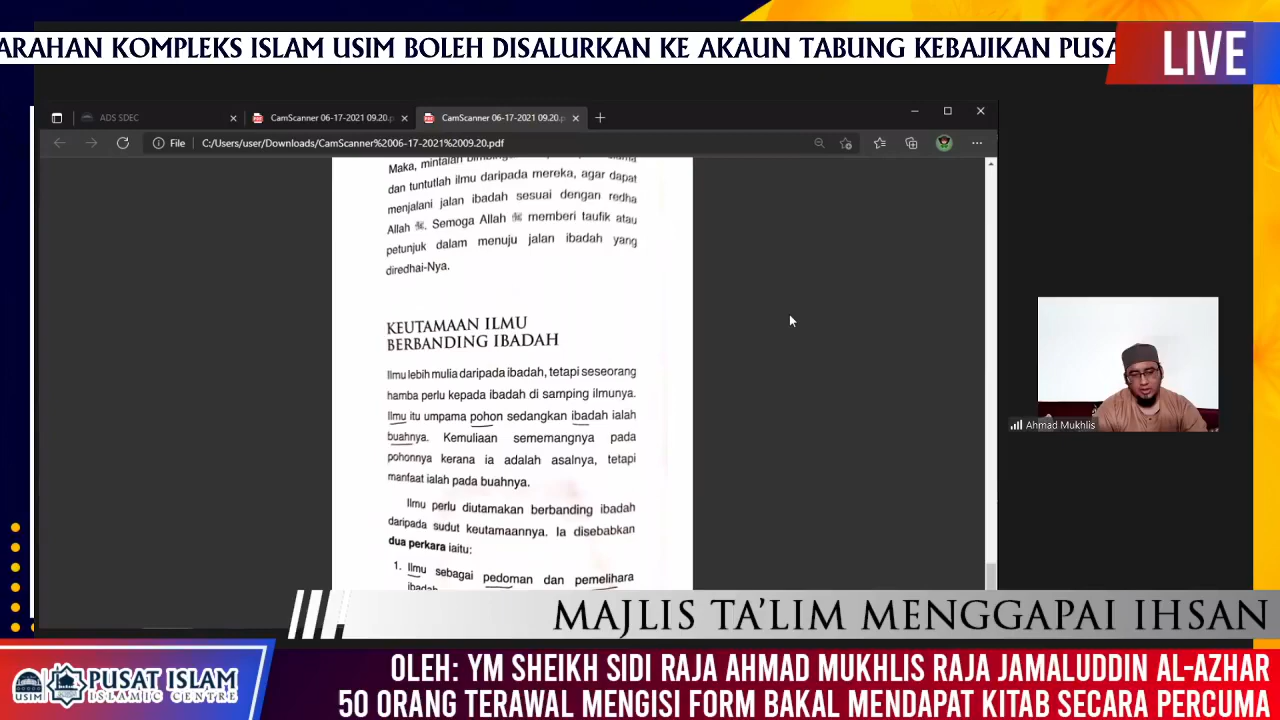 ARAHAN KOMPLEKS ISLAM USIM BOLEH DISALURKAN KE AKAUN TABUNG KEBAJIKAN PUSA
LIVE
ADS SDEC
CamScanner 06-17-2021 09.20.p
CamScanner 06-17-2021 09.20.p
File
C:/Users/user/Downloads/CamScanner%2006-17-2021%2009.20.pdf
Maka, mintalah
dan tuntutlah ilmu daripada mereka, agar dapat
menjalani jalan ibadah sesuai dengan redha
Allah ﷻ. Semoga Allah ﷻ memberi taufik atau
petunjuk dalam menuju jalan ibadah yang
diredhai-Nya.
KEUTAMAAN ILMU
BERBANDING IBADAH
Ilmu lebih mulia daripada ibadah, tetapi seseorang
hamba perlu kepada ibadah di samping ilmunya.
Ilmu itu umpama pohon sedangkan ibadah ialah
buahnya. Kemuliaan sememangnya pada
pohonnya kerana ia adalah asalnya, tetapi
manfaat ialah pada buahnya.
Ilmu perlu diutamakan berbanding ibadah
daripada sudut keutamaannya. Ia disebabkan
dua perkara iaitu:
1. Ilmu sebagai pedoman dan pemelihara
Ahmad Mukhlis
MAJLIS TA'LIM MENGGAPAI IHSAN
USIM
PUSAT ISLAM
ISLAMIC CENTRE
OLEH: YM SHEIKH SIDI RAJA AHMAD MUKHLIS RAJA JAMALUDDIN AL-AZHAR
50 ORANG TERAWAL MENGISI FORM BAKAL MENDAPAT KITAB SECARA PERCUMA